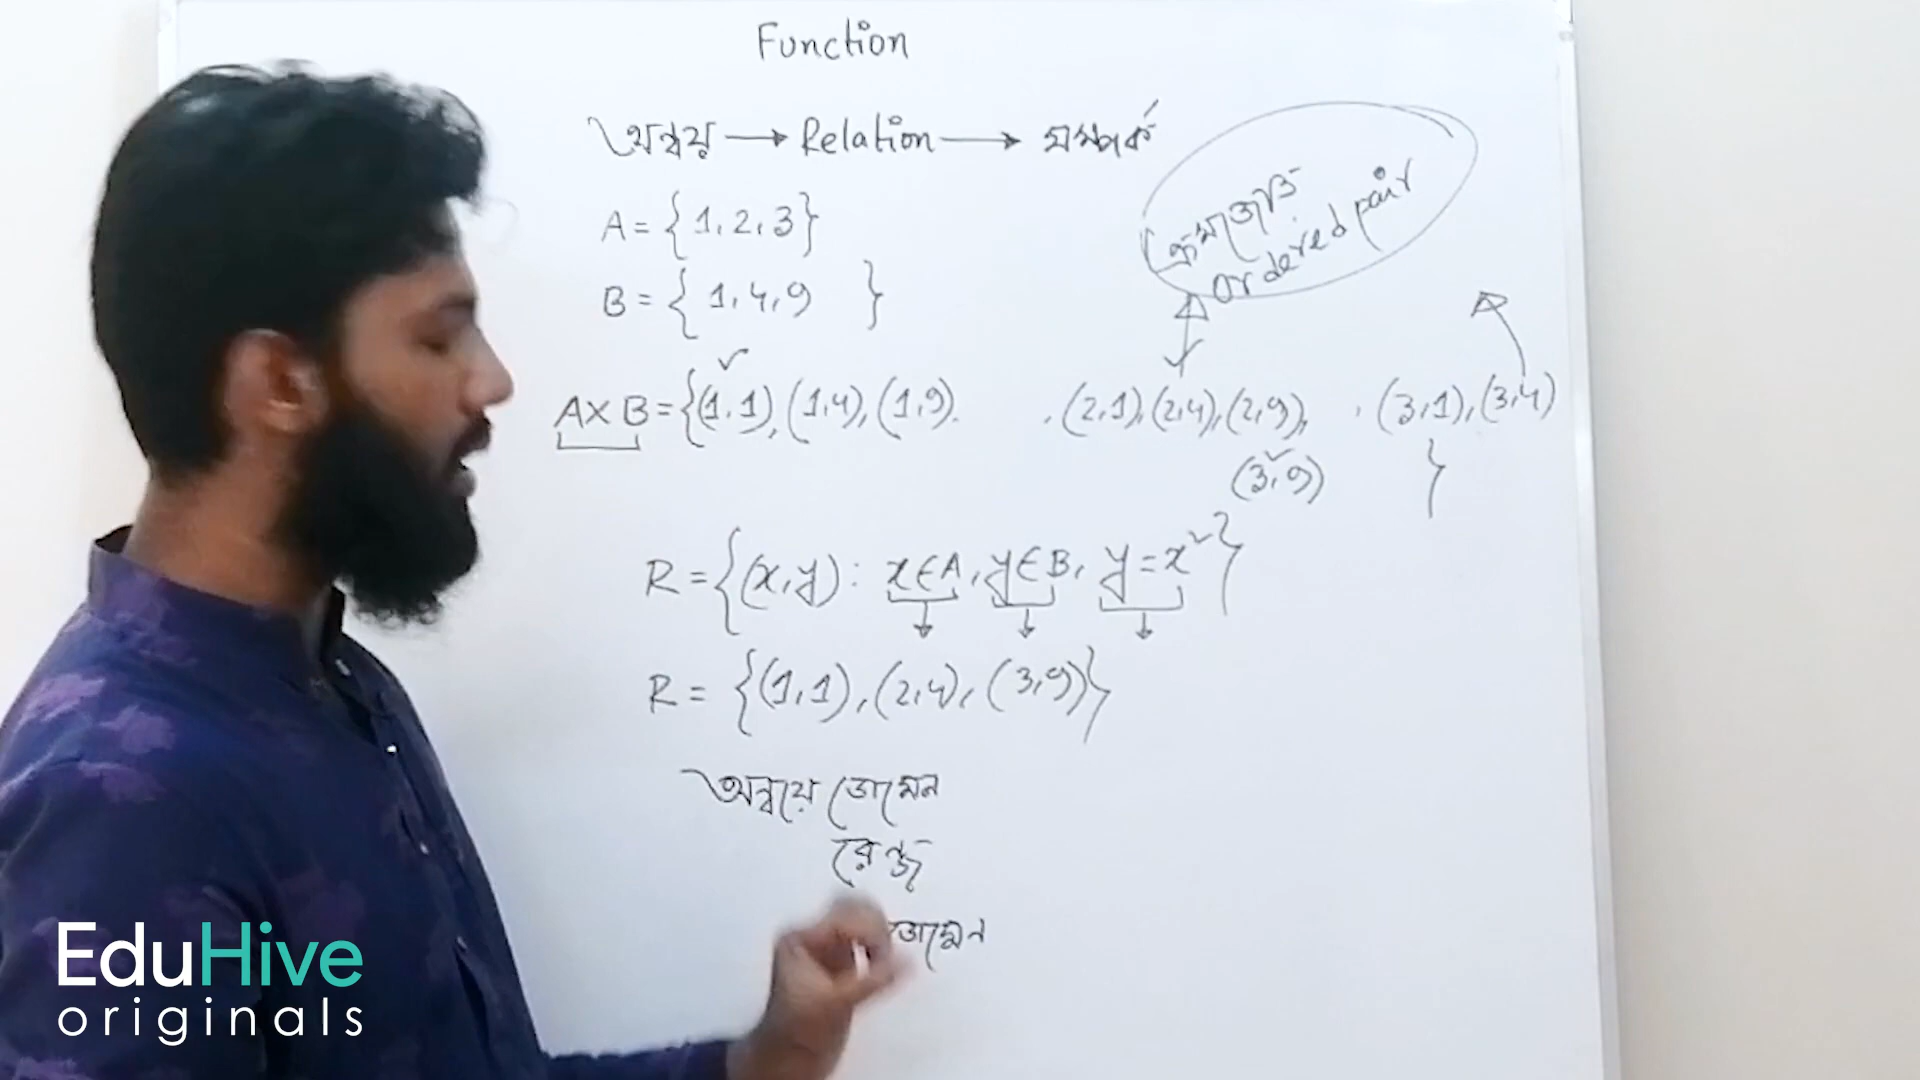 Function
অন্বয় → Relation → সম্পর্ক
ক্রমজোড়
ordered pair
A = {1, 2, 3}
B = {1, 4, 9 }
A×B = {(1,1), (1,4), (1,9). , (2,1), (2,4), (2,9), , (3,1), (3,4)
(3,9) }
R = {(x,y) : x∈A, y∈B, y=x²}
R = {(1,1), (2,4), (3,9)}
অন্বয়ে ডোমেন
রেঞ্জ
ডোমেন
EduHive
originals